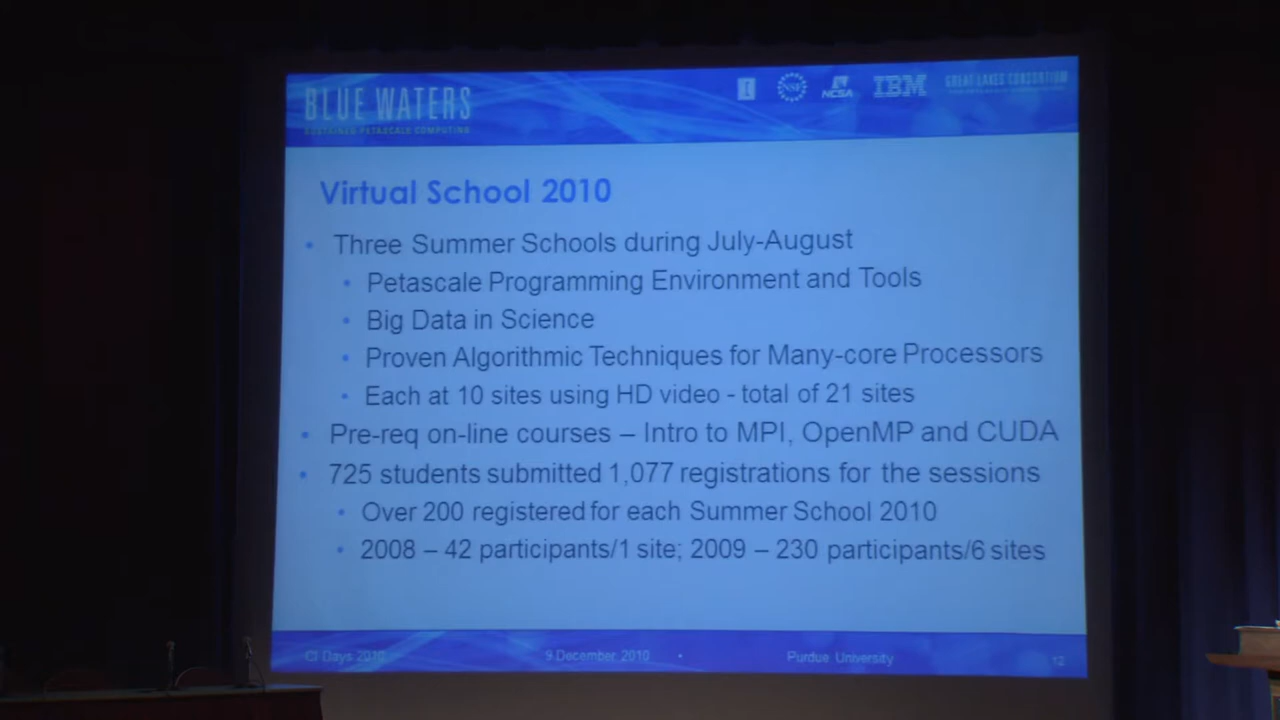 BLUE WATERS
SUSTAINED PETASCALE COMPUTING
I
NSF
NCSA
IBM
GREAT LAKES CONSORTIUM
Virtual School 2010
• Three Summer Schools during July-August
• Petascale Programming Environment and Tools
• Big Data in Science
• Proven Algorithmic Techniques for Many-core Processors
• Each at 10 sites using HD video - total of 21 sites
• Pre-req on-line courses – Intro to MPI, OpenMP and CUDA
• 725 students submitted 1,077 registrations for the sessions
• Over 200 registered for each Summer School 2010
• 2008 – 42 participants/1 site; 2009 – 230 participants/6 sites
CI Days 2010
9 December 2010
•
Purdue University
12